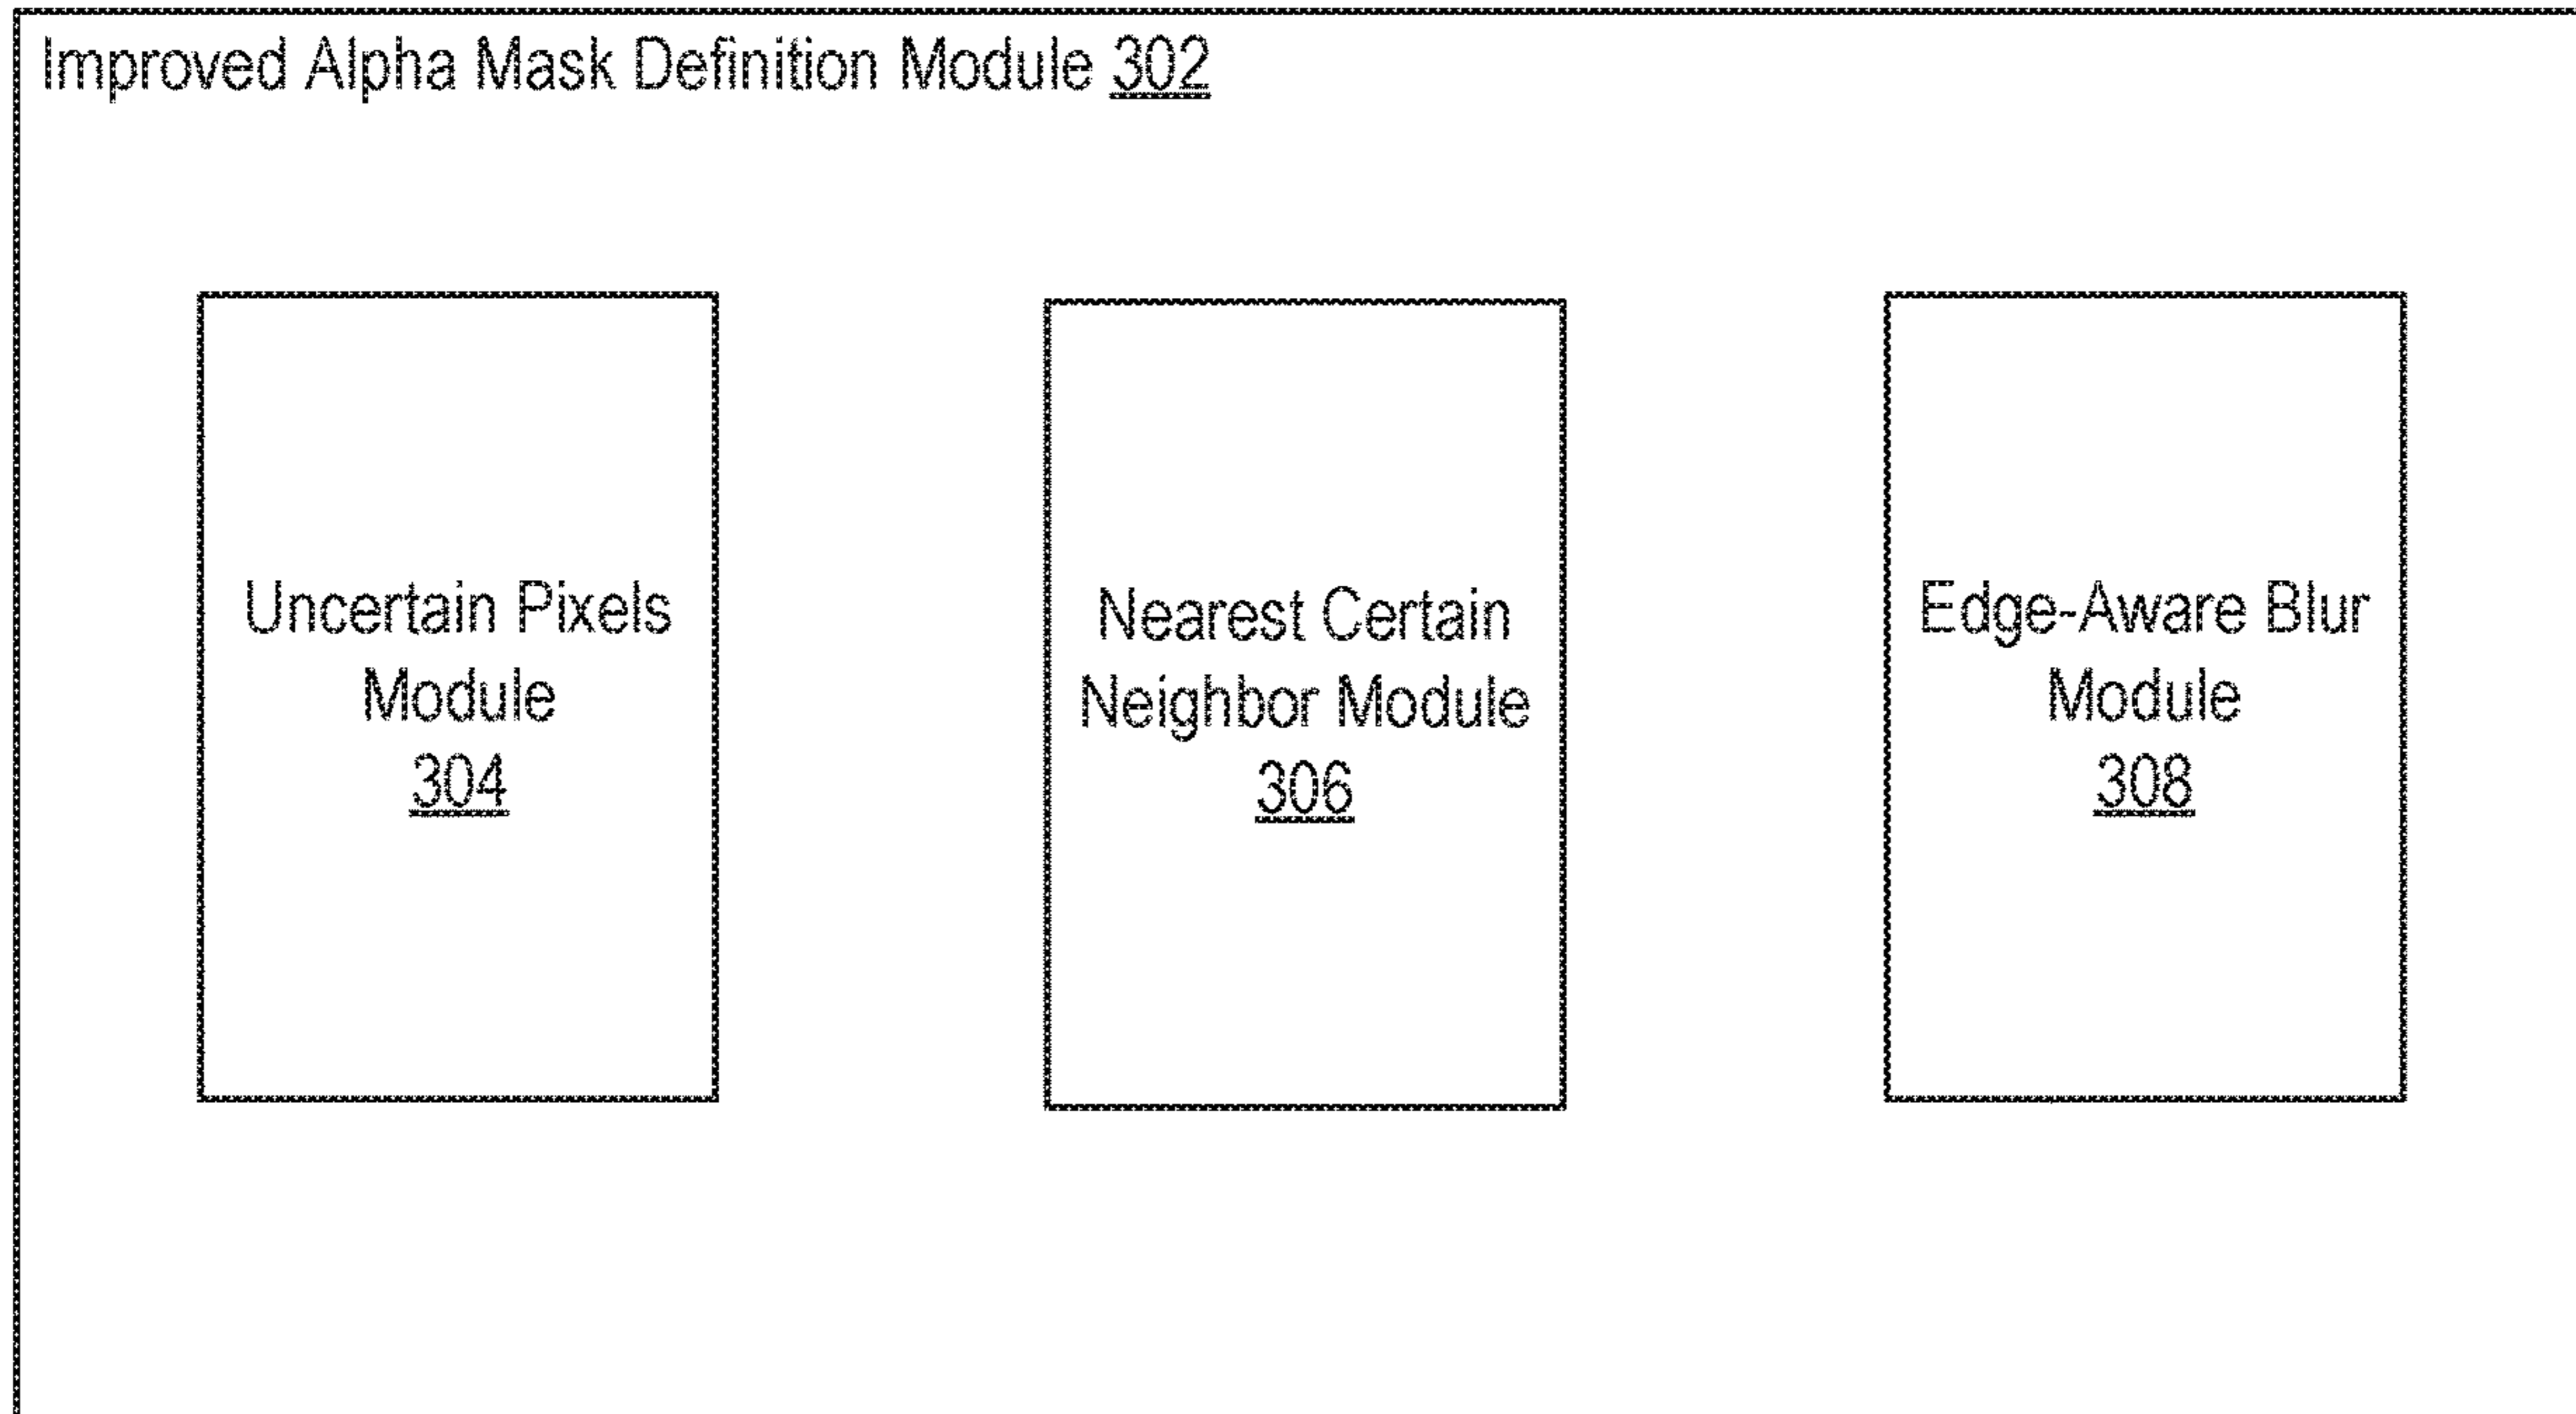 Improved Alpha Mask Definition Module 302
Uncertain Pixels
Module
304
Nearest Certain
Neighbor Module
306
Edge-Aware Blur
Module
308